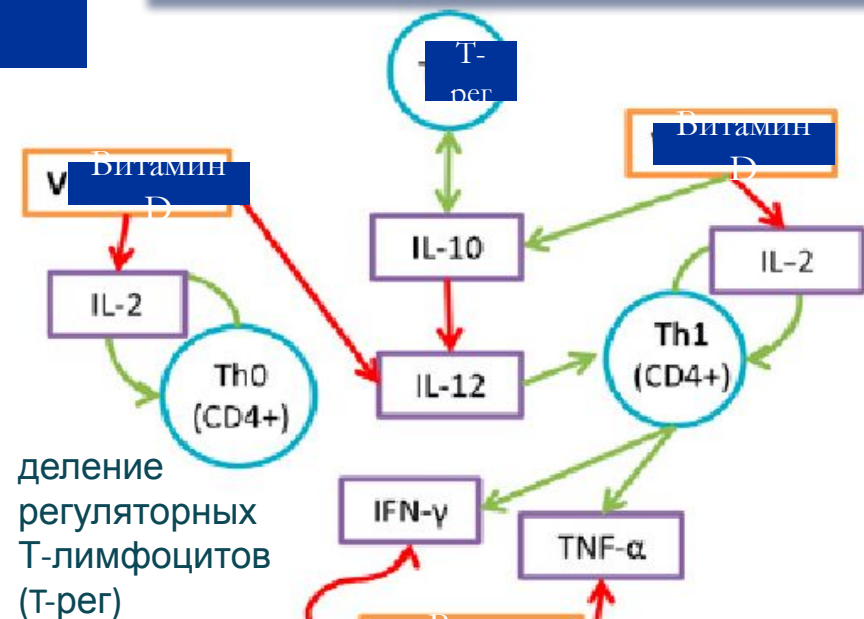 Т-
рег
Витамин
D
V
Витамин
D
IL-10
IL-2
IL-2
Th1
(CD4+)
Th0
(CD4+)
IL-12
деление
регуляторных
Т-лимфоцитов
(Т-рег)
IFN-γ
TNF-α